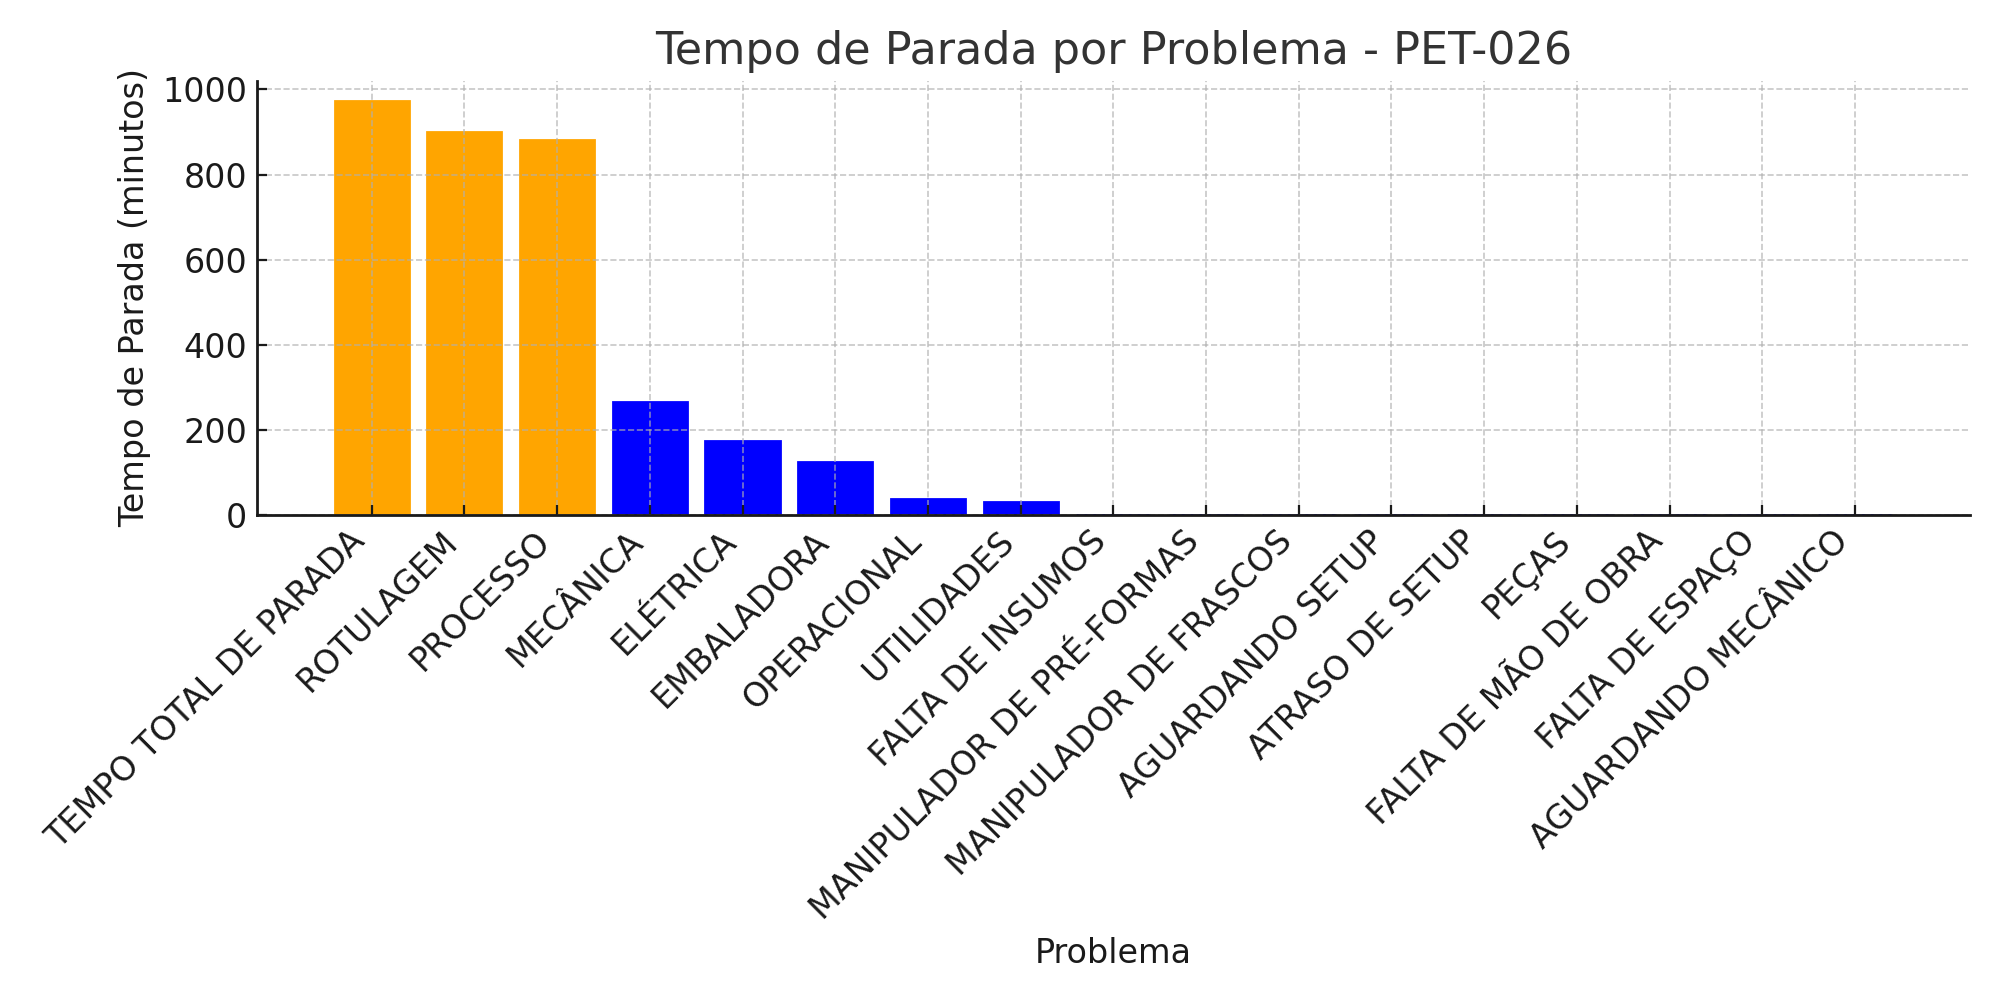 Tempo de Parada por Problema - PET-026
Tempo de Parada (minutos)
1000
800
600
400
200
0
TEMPO TOTAL DE PARADA
ROTULAGEM
PROCESSO
MECÂNICA
ELÉTRICA
EMBALADORA
OPERACIONAL
UTILIDADES
FALTA DE INSUMOS
MANIPULADOR DE PRÉ-FORMAS
MANIPULADOR DE FRASCOS
AGUARDANDO SETUP
ATRASO DE SETUP
PEÇAS
FALTA DE MÃO DE OBRA
FALTA DE ESPAÇO
AGUARDANDO MECÂNICO
Problema